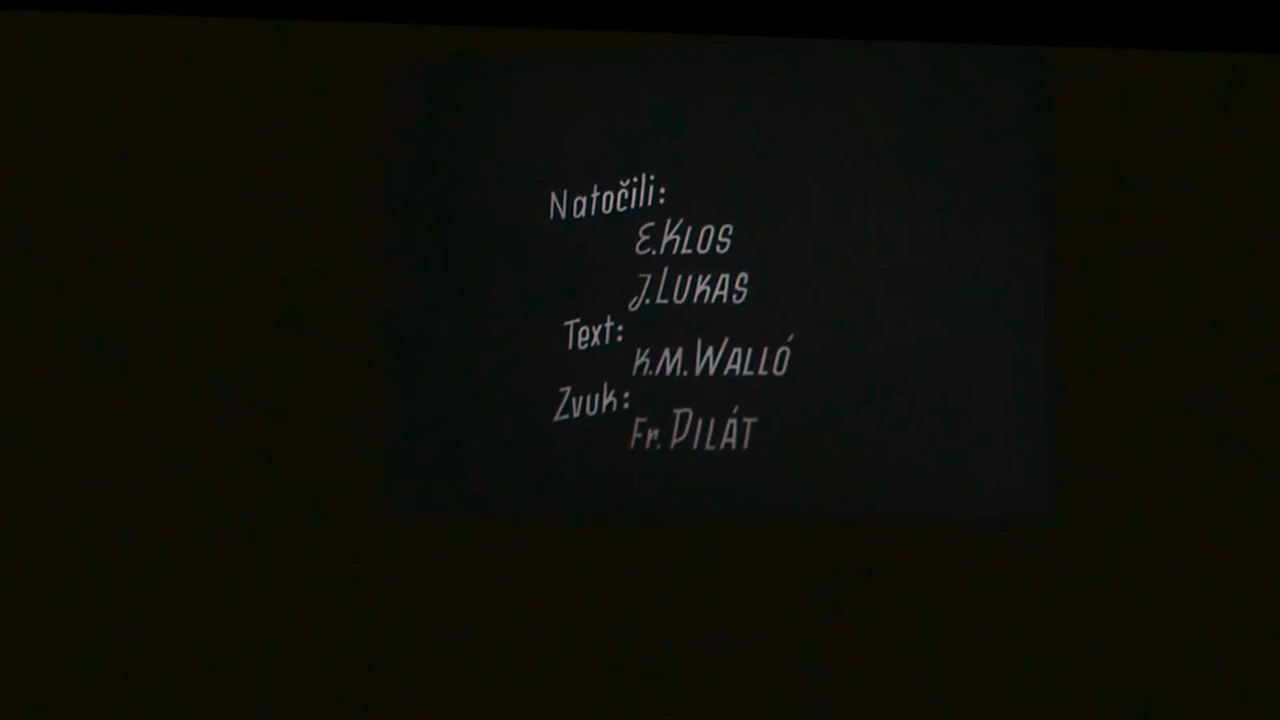 Natočili:
E. KLOS
J. LUKAS
Text:
K.M. WALLÓ
Zvuk:
Fr. PILÁT